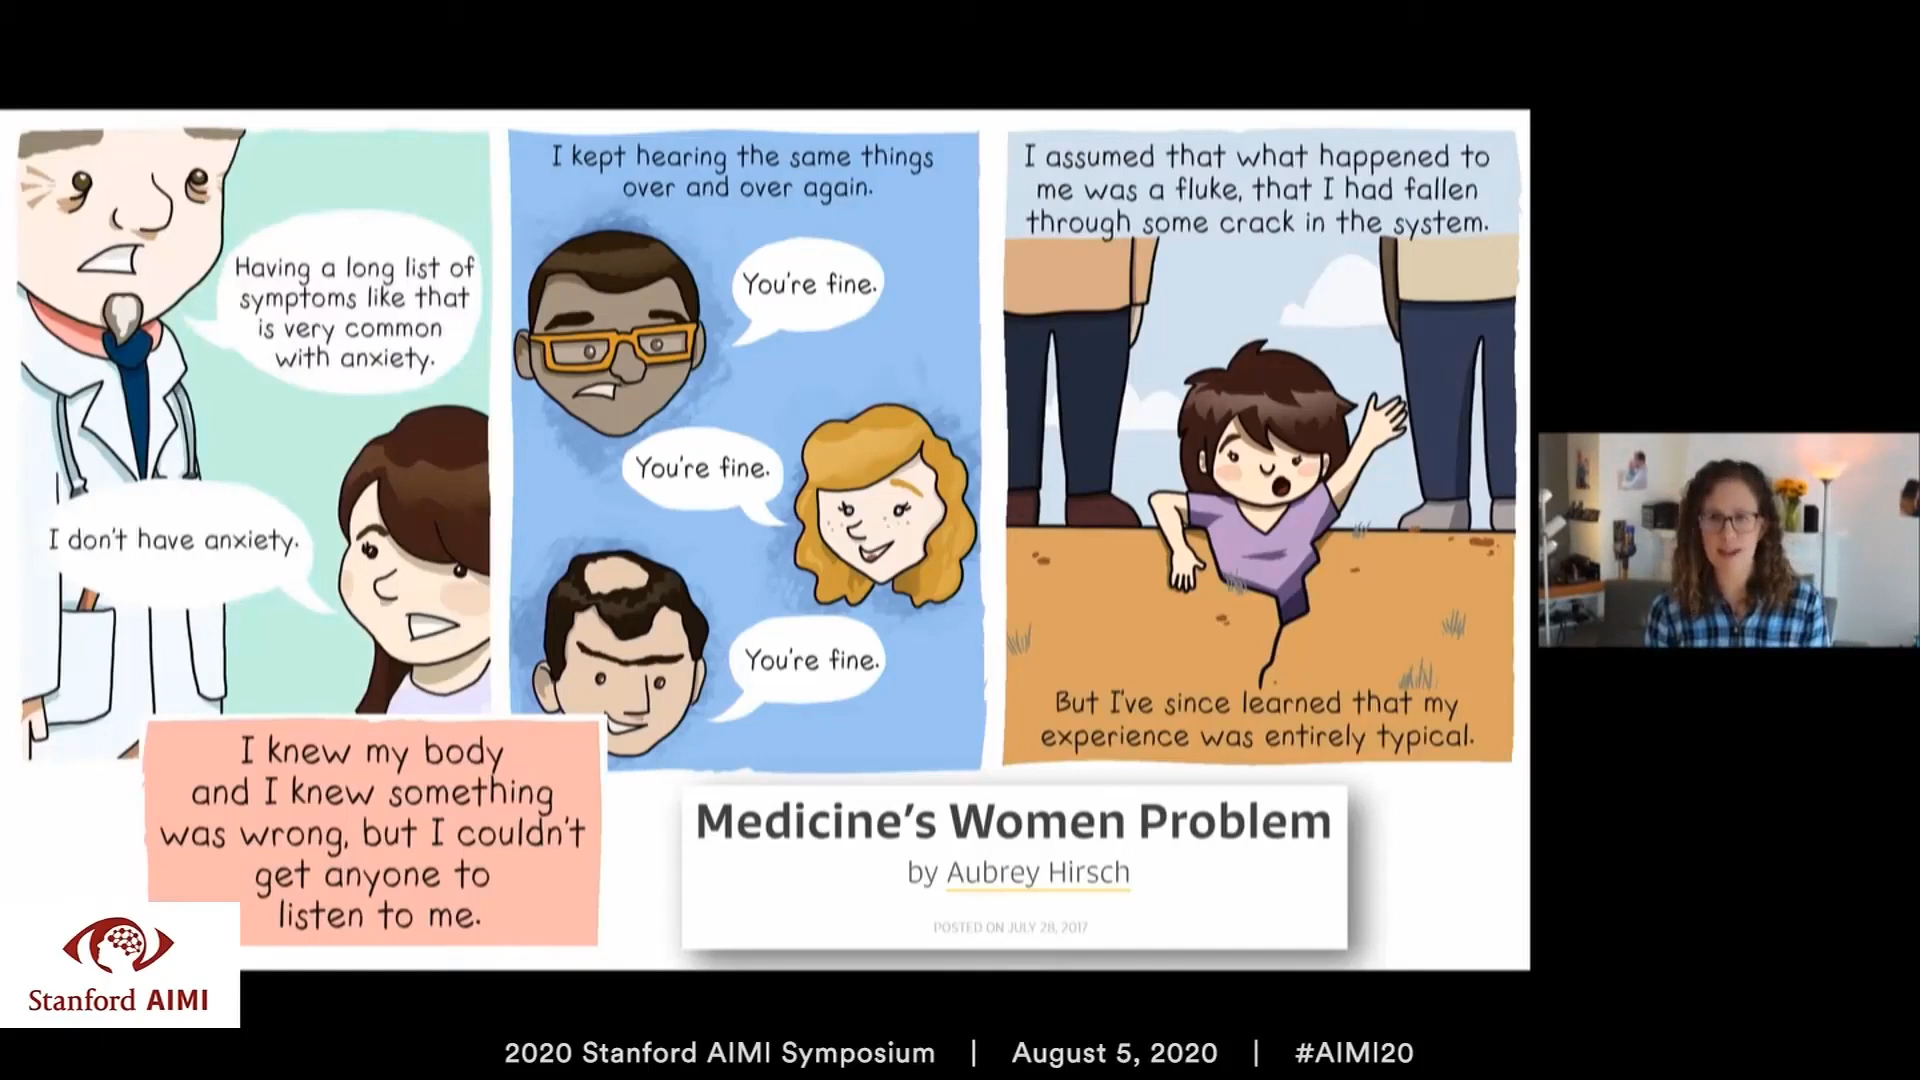 Having a long list of
symptoms like that
is very common
with anxiety.
I don't have anxiety.
I knew my body
and I knew something
was wrong, but I couldn't
get anyone to
listen to me.
I kept hearing the same things
over and over again.
You're fine.
You're fine.
You're fine.
I assumed that what happened to
me was a fluke, that I had fallen
through some crack in the system.
But I've since learned that my
experience was entirely typical.
Medicine's Women Problem
by Aubrey Hirsch
POSTED ON JULY 28, 2017
Stanford AIMI
2020 Stanford AIMI Symposium | August 5, 2020 | #AIMI20